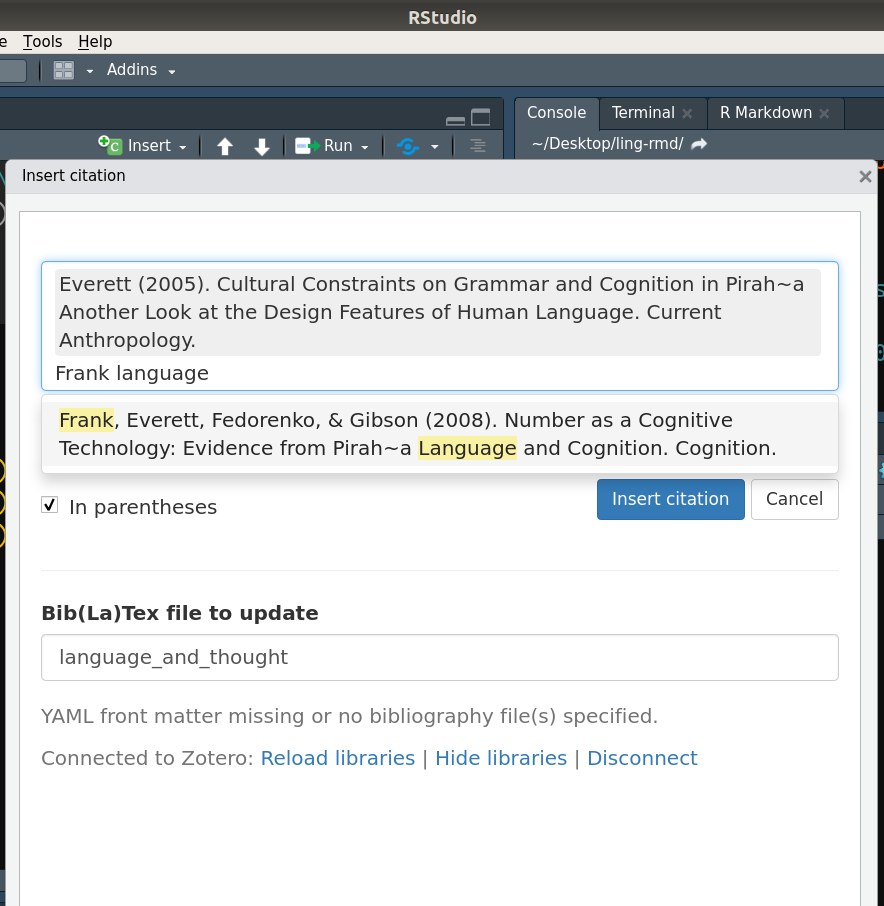 RStudio
e Tools Help
Addins
Console Terminal R Markdown
Insert Run ~/Desktop/ling-rmd/
Insert citation
Everett (2005). Cultural Constraints on Grammar and Cognition in Pirah~a
Another Look at the Design Features of Human Language. Current
Anthropology.
Frank language
Frank, Everett, Fedorenko, & Gibson (2008). Number as a Cognitive
Technology: Evidence from Pirah~a Language and Cognition. Cognition.
In parentheses Insert citation Cancel
Bib(La)Tex file to update
language_and_thought
YAML front matter missing or no bibliography file(s) specified.
Connected to Zotero: Reload libraries | Hide libraries | Disconnect